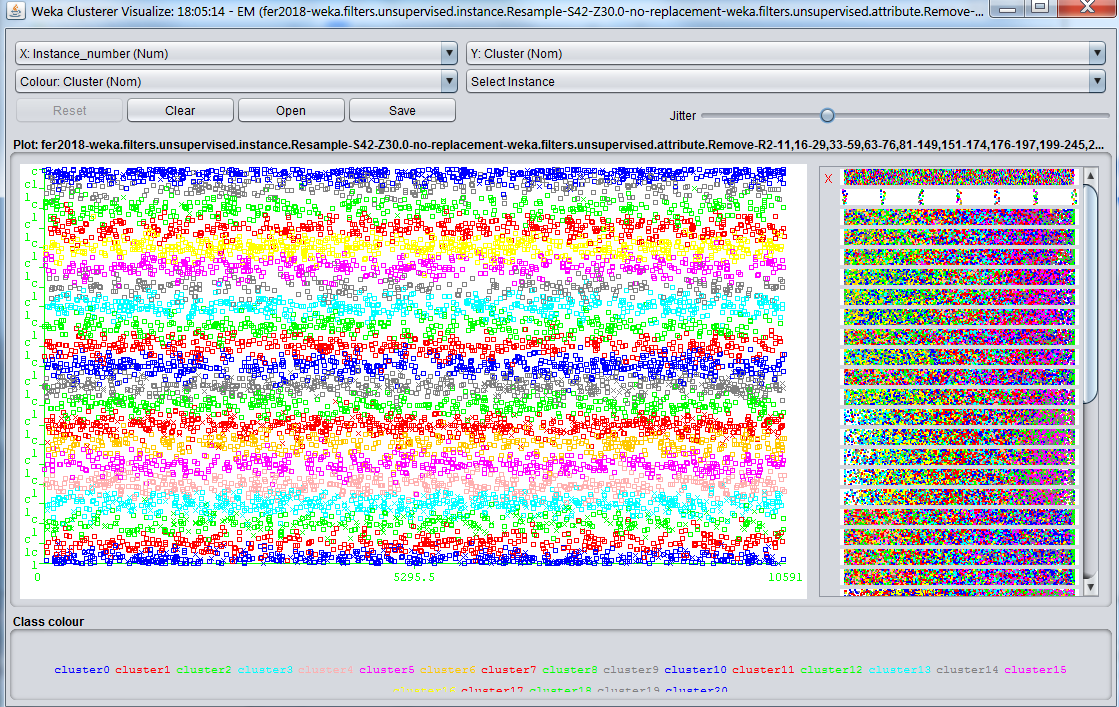 Weka Clusterer Visualize: 18:05:14 - EM (fer2018-weka.filters.unsupervised.instance.Resample-S42-Z30.0-no-replacement-weka.filters.unsupervised.attribute.Remove-...
X: Instance_number (Num) Y: Cluster (Nom)
Colour: Cluster (Nom) Select Instance
Reset Clear Open Save Jitter
Plot: fer2018-weka.filters.unsupervised.instance.Resample-S42-Z30.0-no-replacement-weka.filters.unsupervised.attribute.Remove-R2-11,16-29,33-59,63-76,81-149,151-174,176-197,199-245,2...
X
0 5295.5 10591
Class colour
cluster0 cluster1 cluster2 cluster3 cluster4 cluster5 cluster6 cluster7 cluster8 cluster9 cluster10 cluster11 cluster12 cluster13 cluster14 cluster15
cluster17 cluster18 cluster19 cluster20